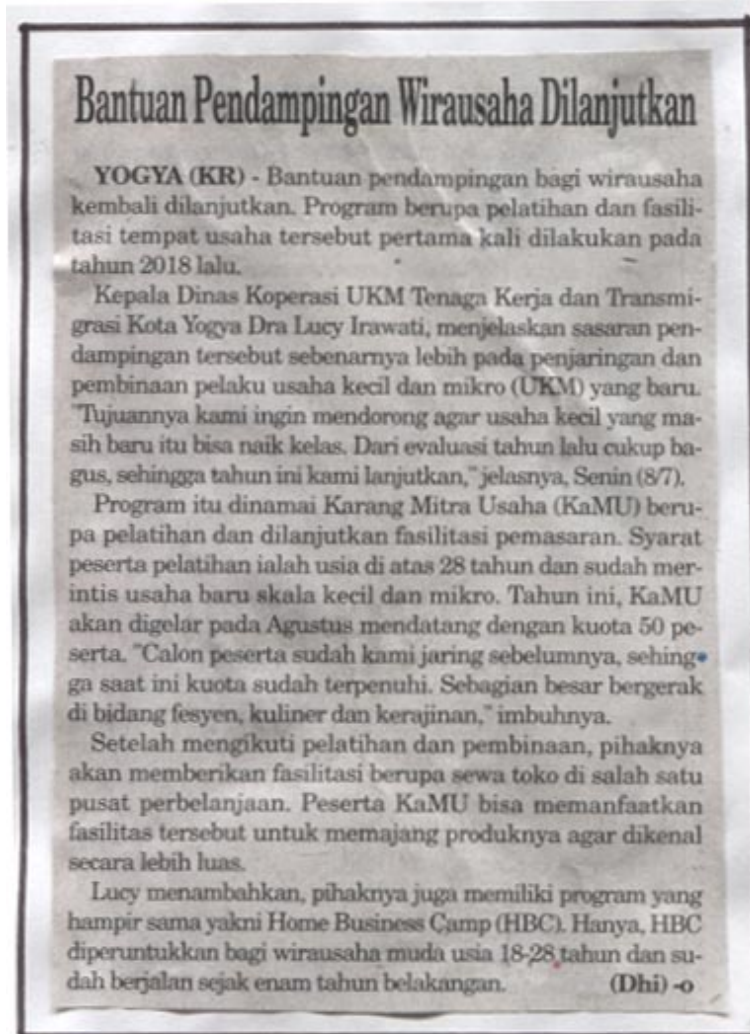 Bantuan Pendampingan Wirausaha Dilanjutkan
YOGYA (KR) - Bantuan pendampingan bagi wirausaha
kembali dilanjutkan. Program berupa pelatihan dan fasili-
tasi tempat usaha tersebut pertama kali dilakukan pada
tahun 2018 lalu.
Kepala Dinas Koperasi UKM Tenaga Kerja dan Transmi-
grasi Kota Yogya Dra Lucy Irawati, menjelaskan sasaran pen-
dampingan tersebut sebenarnya lebih pada penjaringan dan
pembinaan pelaku usaha kecil dan mikro (UKM) yang baru.
"Tujuannya kami ingin mendorong agar usaha kecil yang ma-
sih baru itu bisa naik kelas. Dari evaluasi tahun lalu cukup ba-
gus, sehingga tahun ini kami lanjutkan," jelasnya, Senin (8/7).
Program itu dinamai Karang Mitra Usaha (KaMU) beru-
pa pelatihan dan dilanjutkan fasilitasi pemasaran. Syarat
peserta pelatihan ialah usia di atas 28 tahun dan sudah mer-
intis usaha baru skala kecil dan mikro. Tahun ini, KaMU
akan digelar pada Agustus mendatang dengan kuota 50 pe-
serta. "Calon peserta sudah kami jaring sebelumnya, sehing-
ga saat ini kuota sudah terpenuhi. Sebagian besar bergerak
di bidang fesyen, kuliner dan kerajinan," imbuhnya.
Setelah mengikuti pelatihan dan pembinaan, pihaknya
akan memberikan fasilitasi berupa sewa toko di salah satu
pusat perbelanjaan. Peserta KaMU bisa memanfaatkan
fasilitas tersebut untuk memajang produknya agar dikenal
secara lebih luas.
Lucy menambahkan, pihaknya juga memiliki program yang
hampir sama yakni Home Business Camp (HBC). Hanya, HBC
diperuntukkan bagi wirausaha muda usia 18-28 tahun dan su-
dah berjalan sejak enam tahun belakangan. (Dhi) -o